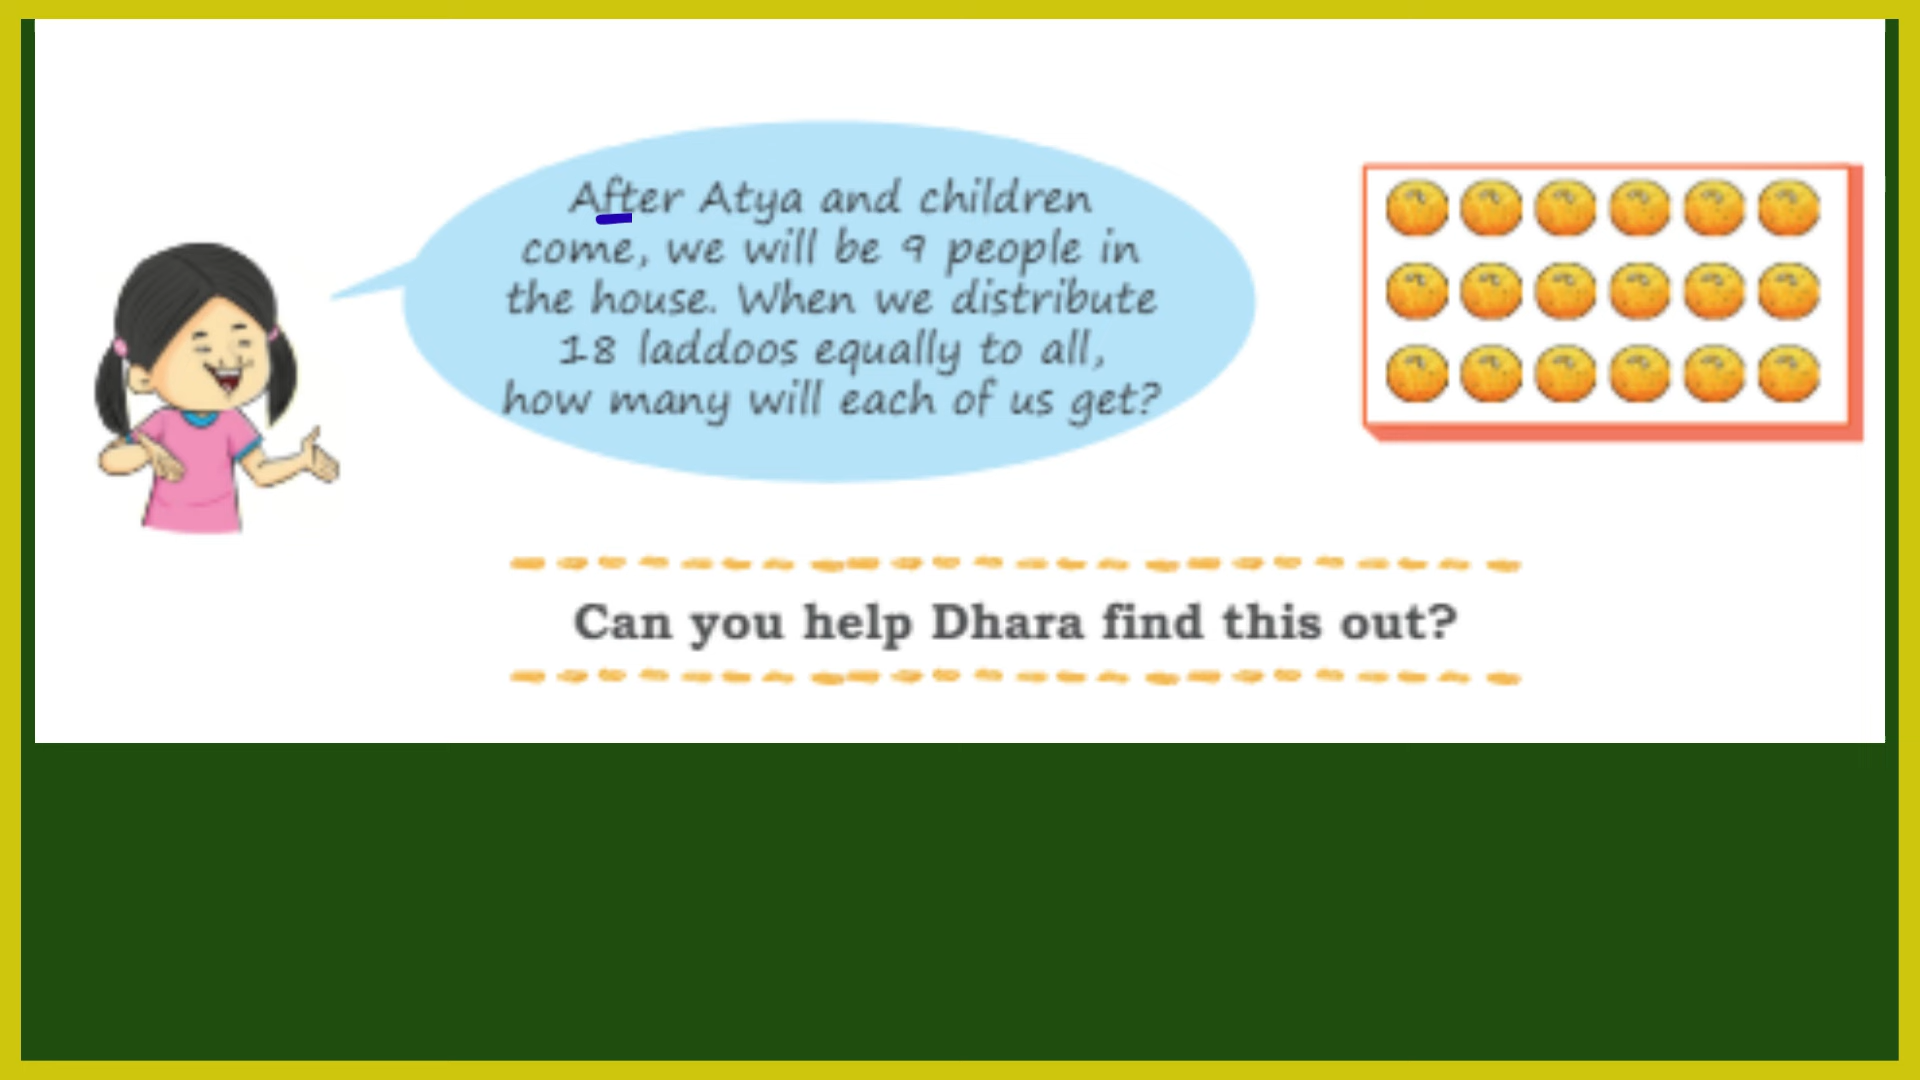 After Atya and children
come, we will be 9 people in
the house. When we distribute
18 laddoos equally to all,
how many will each of us get?
Can you help Dhara find this out?